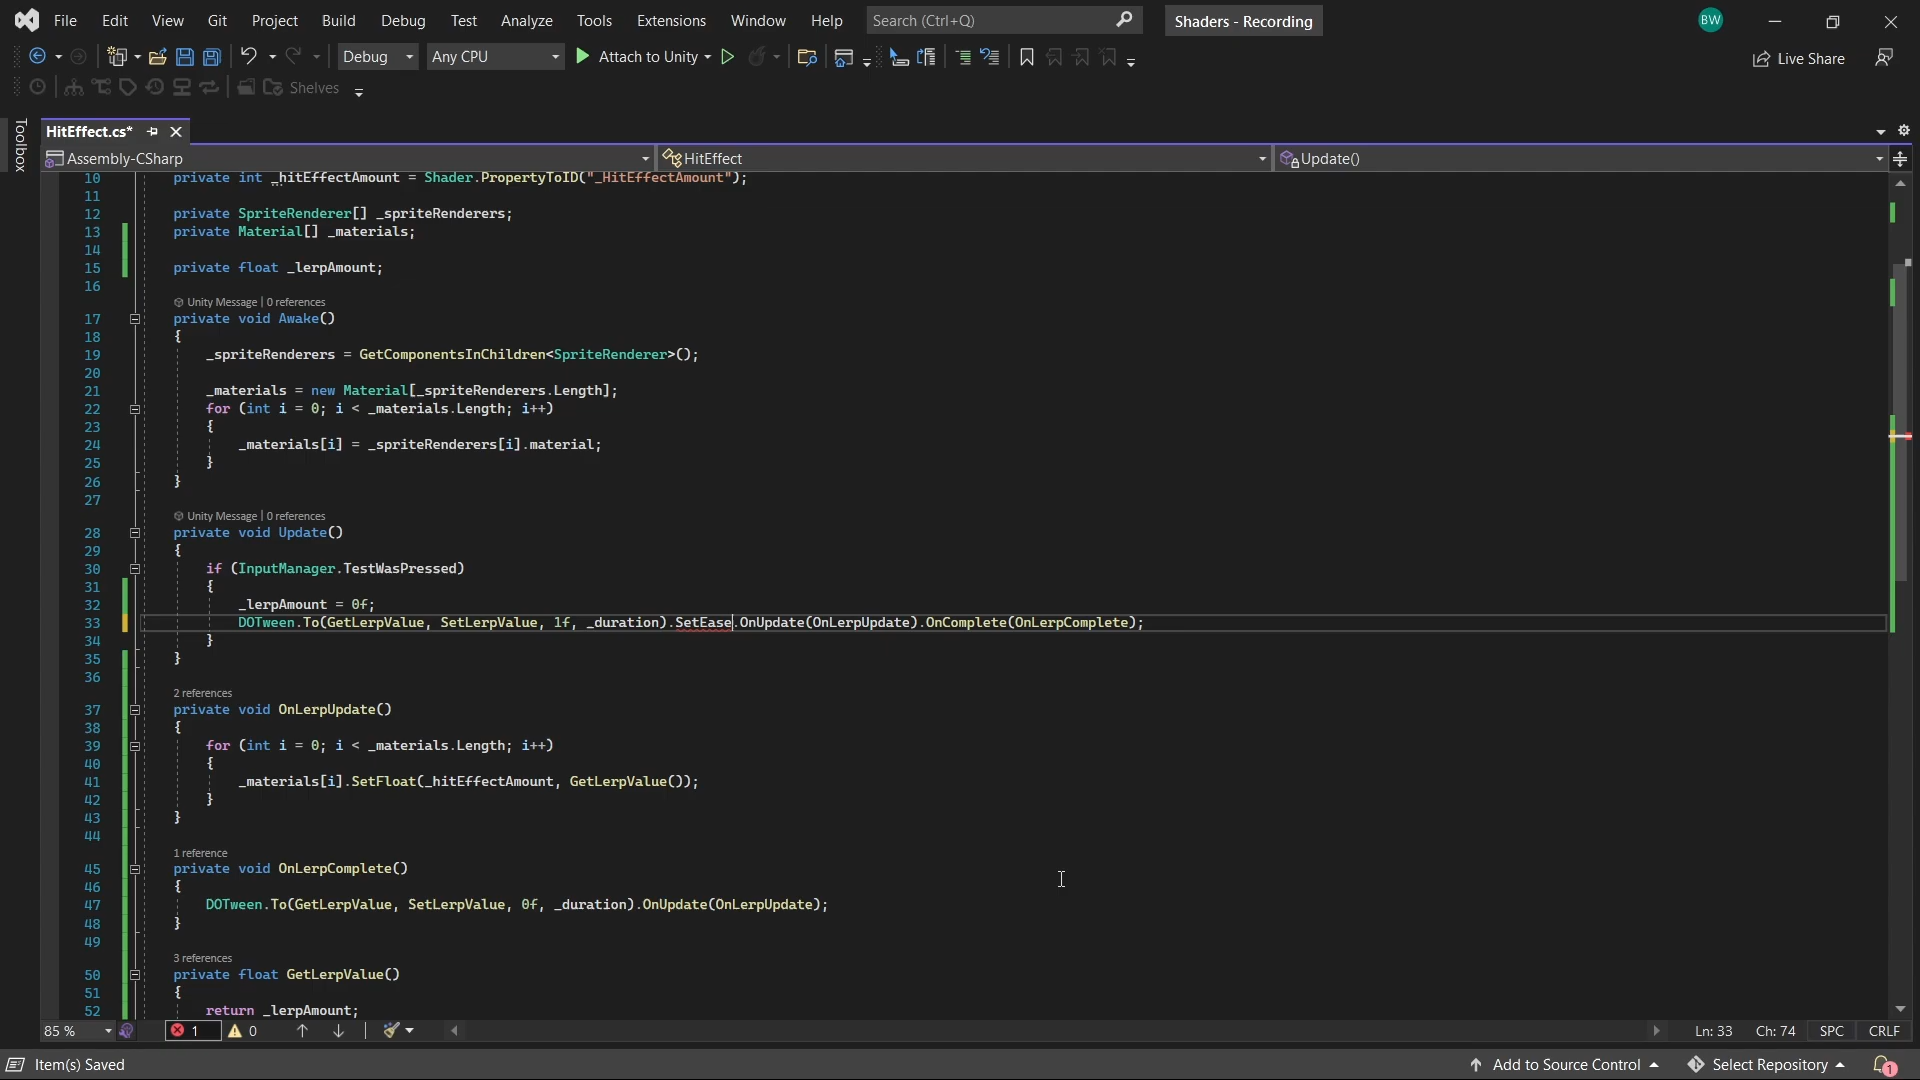 File Edit View Git Project Build Debug Test Analyze Tools Extensions Window Help Search (Ctrl+Q) Shaders - Recording BW
Debug Any CPU Attach to Unity Live Share
Shelves
Toolbox
HitEffect.cs*
Assembly-CSharp HitEffect Update()
10 private int _hitEffectAmount = Shader.PropertyToID("_HitEffectAmount");
11
12 private SpriteRenderer[] _spriteRenderers;
13 private Material[] _materials;
14
15 private float _lerpAmount;
16
Unity Message | 0 references
17 private void Awake()
18 {
19 _spriteRenderers = GetComponentsInChildren<SpriteRenderer>();
20
21 _materials = new Material[_spriteRenderers.Length];
22 for (int i = 0; i < _materials.Length; i++)
23 {
24 _materials[i] = _spriteRenderers[i].material;
25 }
26 }
27
Unity Message | 0 references
28 private void Update()
29 {
30 if (InputManager.TestWasPressed)
31 {
32 _lerpAmount = 0f;
33 DOTween.To(GetLerpValue, SetLerpValue, 1f, _duration).SetEase.OnUpdate(OnLerpUpdate).OnComplete(OnLerpComplete);
34 }
35 }
36
2 references
37 private void OnLerpUpdate()
38 {
39 for (int i = 0; i < _materials.Length; i++)
40 {
41 _materials[i].SetFloat(_hitEffectAmount, GetLerpValue());
42 }
43 }
44
1 reference
45 private void OnLerpComplete()
46 {
47 DOTween.To(GetLerpValue, SetLerpValue, 0f, _duration).OnUpdate(OnLerpUpdate);
48 }
49
3 references
50 private float GetLerpValue()
51 {
52 return _lerpAmount;
85 % 1 0 Ln: 33 Ch: 74 SPC CRLF
Item(s) Saved Add to Source Control Select Repository 1